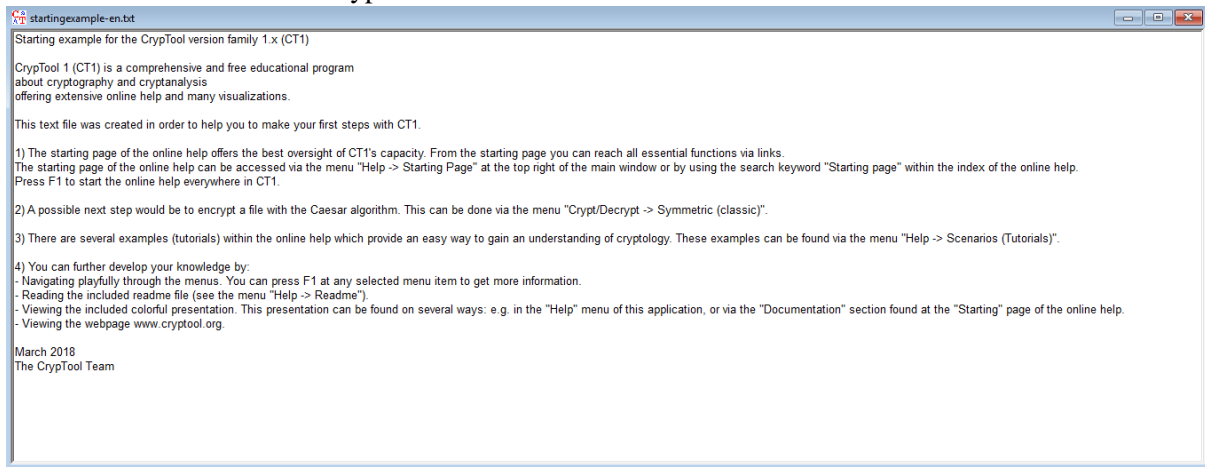 startingexample-en.txt
Starting example for the CrypTool version family 1.x (CT1)
CrypTool 1 (CT1) is a comprehensive and free educational program
about cryptography and cryptanalysis
offering extensive online help and many visualizations.
This text file was created in order to help you to make your first steps with CT1.
1) The starting page of the online help offers the best oversight of CT1's capacity. From the starting page you can reach all essential functions via links.
The starting page of the online help can be accessed via the menu "Help -> Starting Page" at the top right of the main window or by using the search keyword "Starting page" within the index of the online help.
Press F1 to start the online help everywhere in CT1.
2) A possible next step would be to encrypt a file with the Caesar algorithm. This can be done via the menu "Crypt/Decrypt -> Symmetric (classic)".
3) There are several examples (tutorials) within the online help which provide an easy way to gain an understanding of cryptology. These examples can be found via the menu "Help -> Scenarios (Tutorials)".
4) You can further develop your knowledge by:
- Navigating playfully through the menus. You can press F1 at any selected menu item to get more information.
- Reading the included readme file (see the menu "Help -> Readme").
- Viewing the included colorful presentation. This presentation can be found on several ways: e.g. in the "Help" menu of this application, or via the "Documentation" section found at the "Starting" page of the online help.
- Viewing the webpage www.cryptool.org.
March 2018
The CrypTool Team